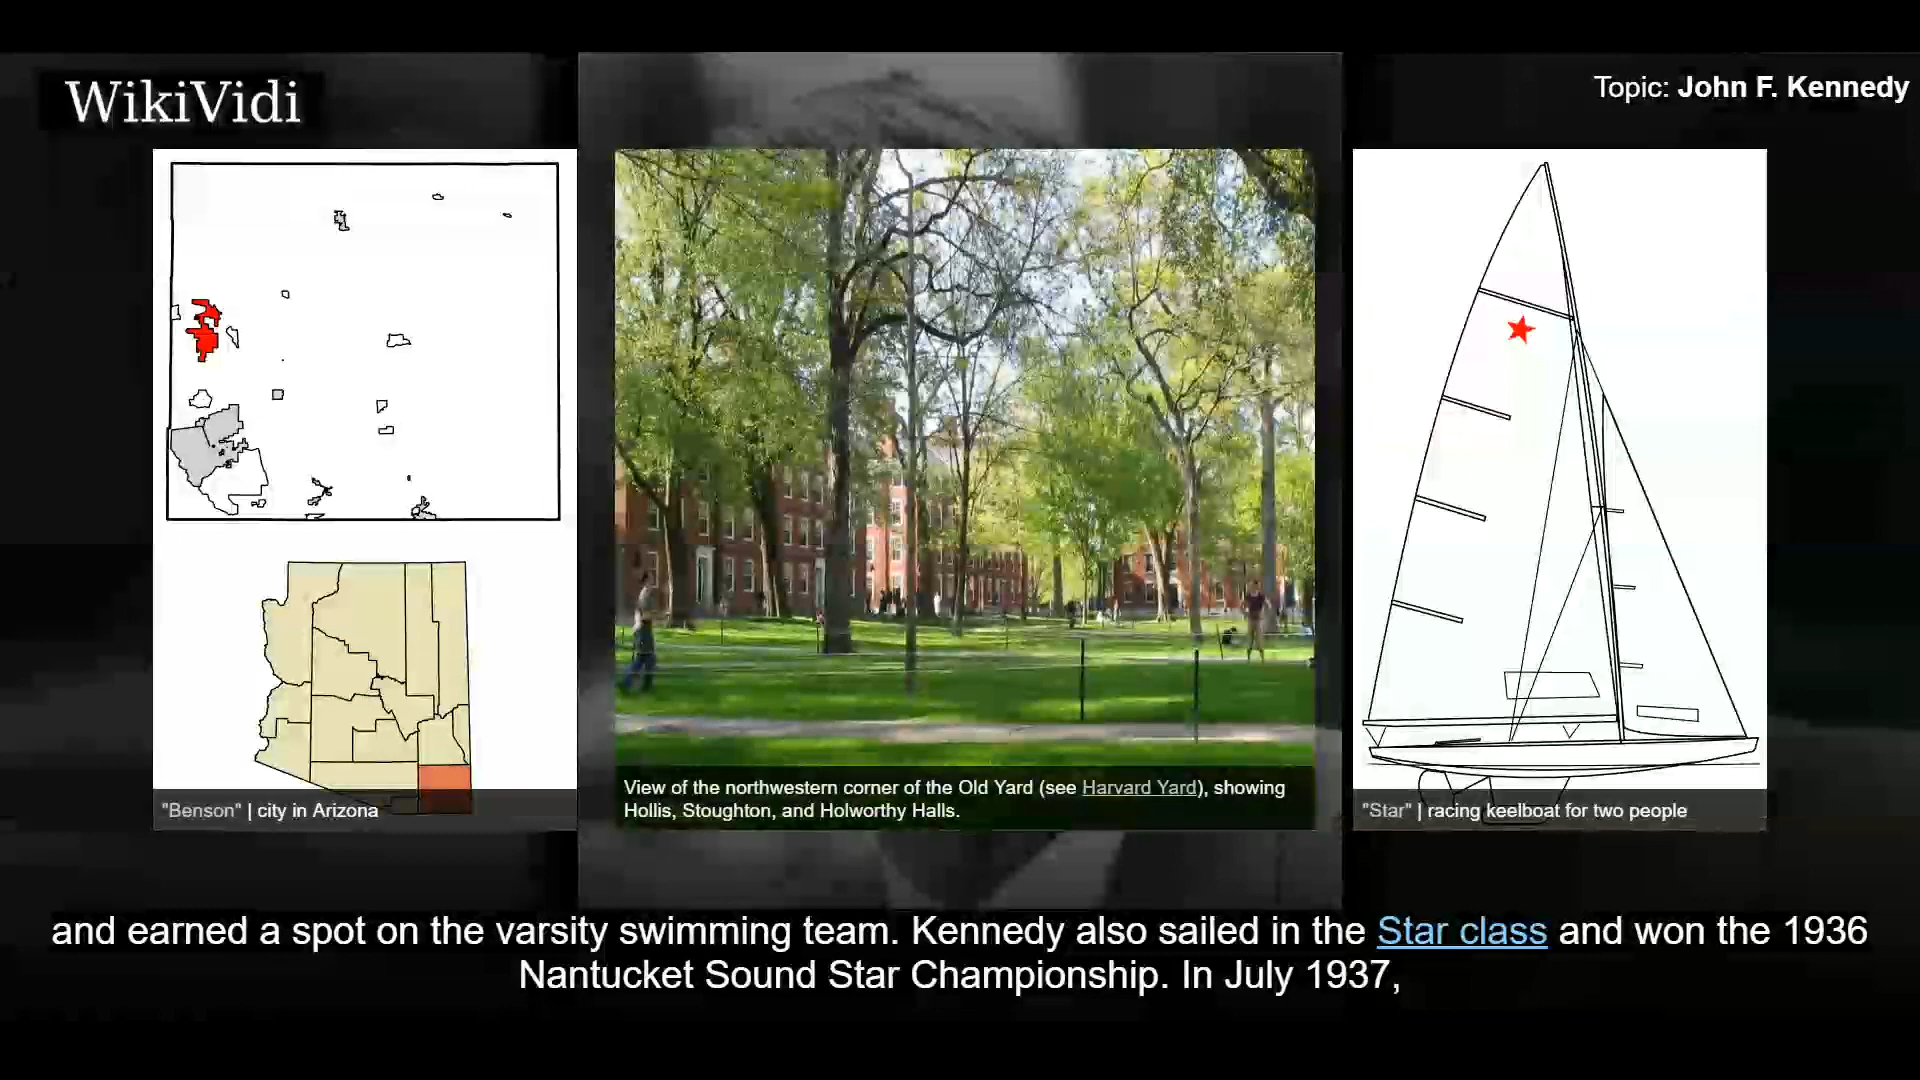 WikiVidi
Topic: John F. Kennedy
"Benson" | city in Arizona
View of the northwestern corner of the Old Yard (see Harvard Yard), showing
Hollis, Stoughton, and Holworthy Halls.
"Star" | racing keelboat for two people
and earned a spot on the varsity swimming team. Kennedy also sailed in the Star class and won the 1936
Nantucket Sound Star Championship. In July 1937,